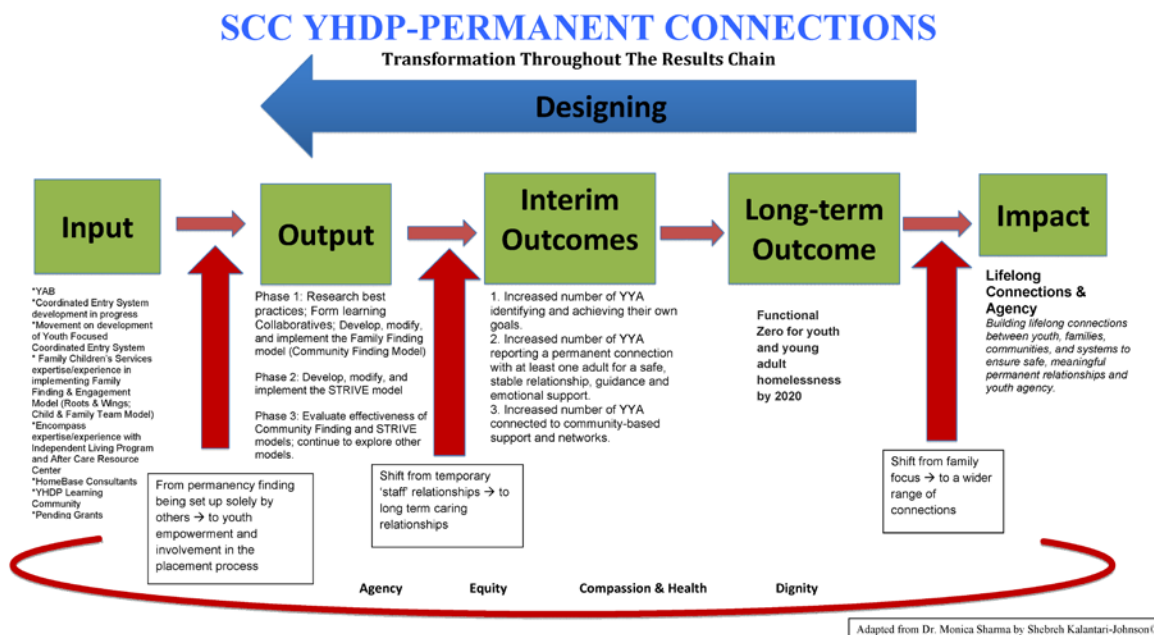 SCC YHDP-PERMANENT CONNECTIONS
Transformation Throughout The Results Chain
Designing
Input
Output
Interim
Outcomes
Long-term
Outcome
Impact
*YAB
*Coordinated Entry System
development in progress
*Movement on development
of Youth Focused
Coordinated Entry System
* Family Children's Services
expertise/experience in
implementing Family
Finding & Engagement
Model (Roots & Wings;
Child & Family Team Model)
*Encompass
expertise/experience with
Independent Living Program
and After Care Resource
Center
*HomeBase Consultants
*YHDP Learning
Community
*Pending Grants
Phase 1: Research best
practices; Form learning
Collaboratives; Develop, modify,
and implement the Family Finding
model (Community Finding Model)
Phase 2: Develop, modify, and
implement the STRIVE model
Phase 3: Evaluate effectiveness of
Community Finding and STRIVE
models; continue to explore other
models.
1. Increased number of YYA
identifying and achieving their own
goals.
2. Increased number of YYA
reporting a permanent connection
with at least one adult for a safe,
stable relationship, guidance and
emotional support.
3. Increased number of YYA
connected to community-based
support and networks.
Functional
Zero for youth
and young
adult
homelessness
by 2020
Lifelong
Connections &
Agency
Building lifelong connections
between youth, families,
communities, and systems to
ensure safe, meaningful
permanent relationships and
youth agency.
From permanency finding
being set up solely by
others → to youth
empowerment and
involvement in the
placement process
Shift from temporary
'staff' relationships → to
long term caring
relationships
Shift from family
focus → to a wider
range of
connections
Agency Equity Compassion & Health Dignity
Adapted from Dr. Monica Sharma by Shebreh Kalantari-Johnson©